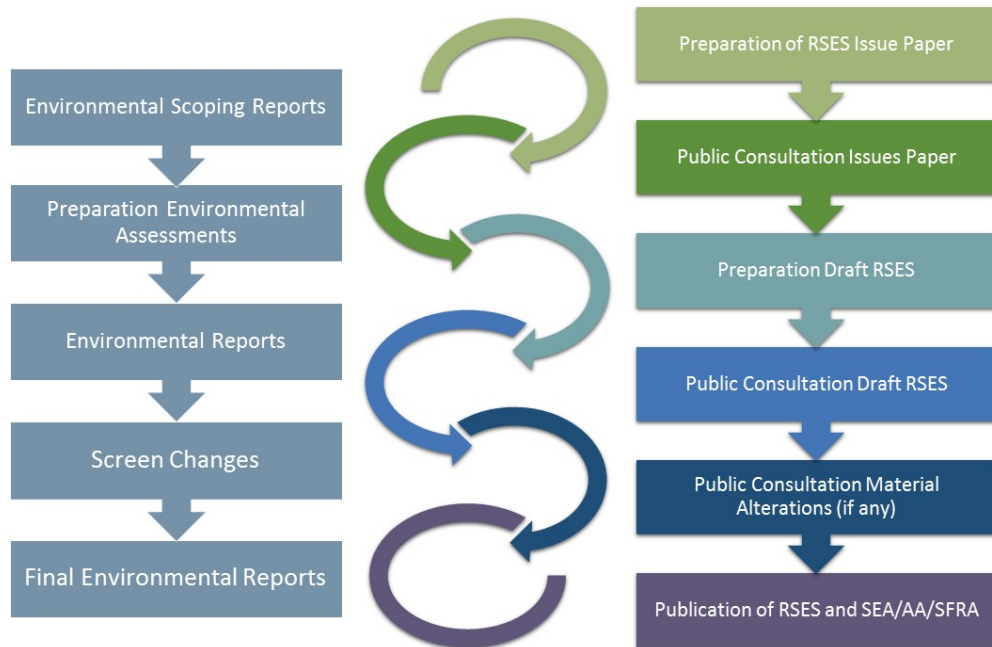 Environmental Scoping Reports
Preparation Environmental
Assessments
Environmental Reports
Screen Changes
Final Environmental Reports
Preparation of RSES Issue Paper
Public Consultation Issues Paper
Preparation Draft RSES
Public Consultation Draft RSES
Public Consultation Material
Alterations (if any)
Publication of RSES and SEA/AA/SFRA